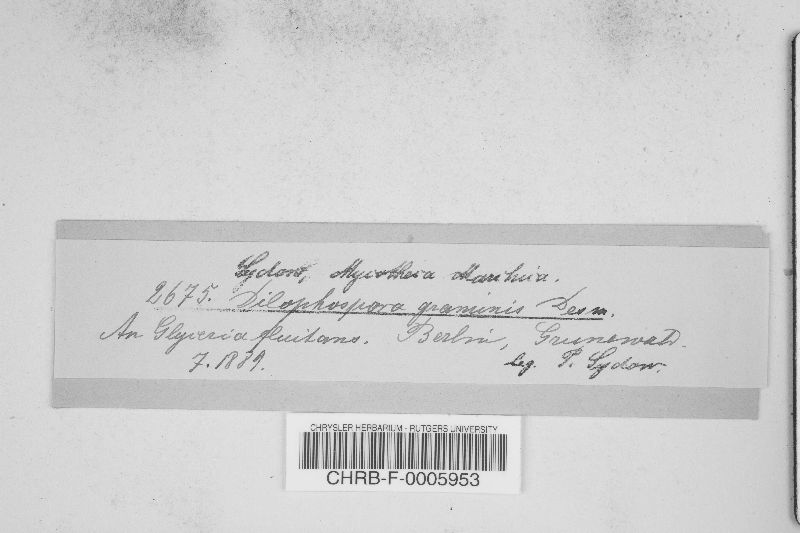 Sydow, Mycotheca Marchica.
2675. Dilophospora graminis Desm.
An Glyceria fluitans. Berlin, Grunewald.
7.1889. leg. P. Sydow.
CHRYSLER HERBARIUM - RUTGERS UNIVERSITY
CHRB-F-0005953